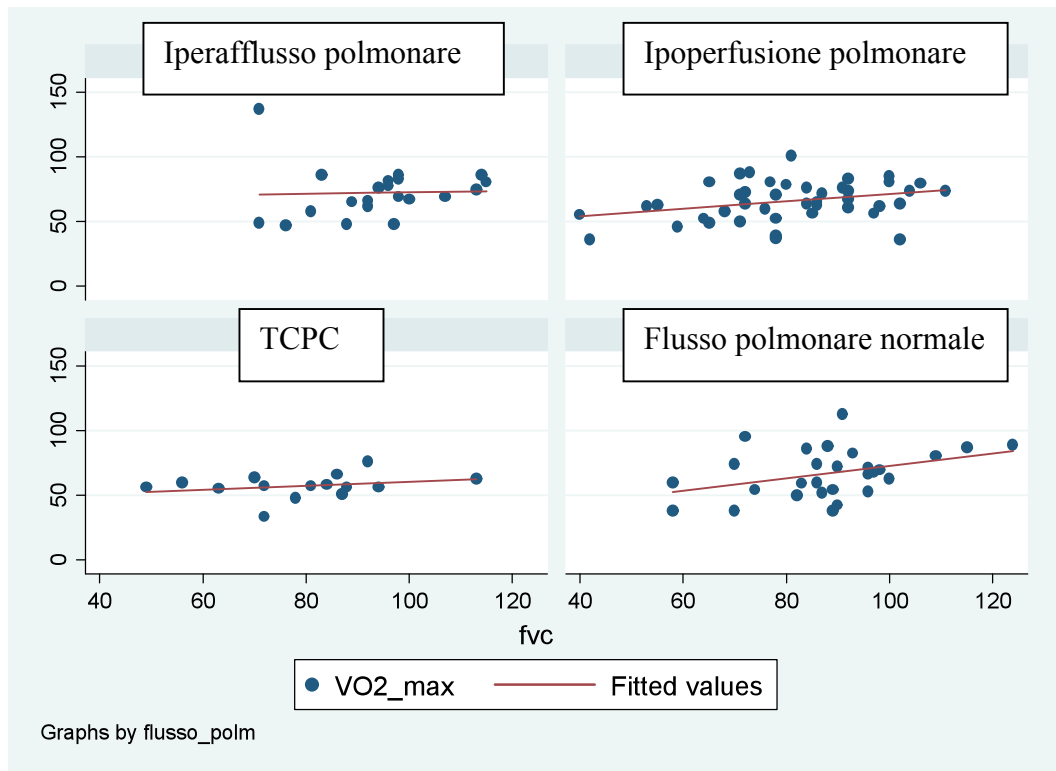 Iperafflusso polmonare
Ipoperfusione polmonare
150
100
50
0
TCPC
Flusso polmonare normale
150
100
50
0
40 60 80 100 120 40 60 80 100 120
fvc
VO2_max Fitted values
Graphs by flusso_polm